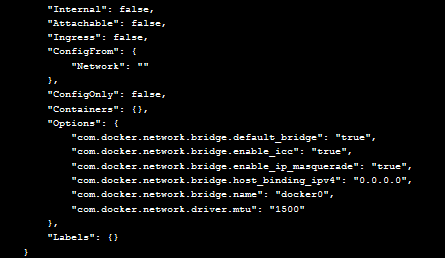 "Internal": false,
"Attachable": false,
"Ingress": false,
"ConfigFrom": {
"Network": ""
},
"ConfigOnly": false,
"Containers": {},
"Options": {
"com.docker.network.bridge.default_bridge": "true",
"com.docker.network.bridge.enable_icc": "true",
"com.docker.network.bridge.enable_ip_masquerade": "true",
"com.docker.network.bridge.host_binding_ipv4": "0.0.0.0",
"com.docker.network.bridge.name": "docker0",
"com.docker.network.driver.mtu": "1500"
},
"Labels": {}
}